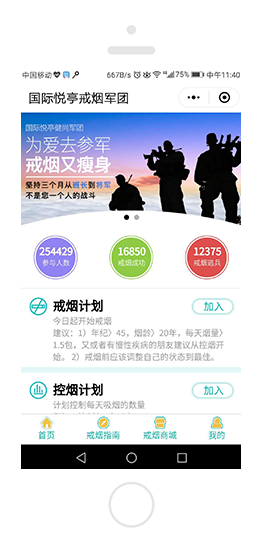 中国移动 667B/s 75% 中午11:40
国际悦亭戒烟军团
国际悦亭健尚军团
为爱去参军
戒烟又瘦身
坚持三个月从班长到将军
不是您一个人的战斗
254429 16850 12375
参与人数 戒烟成功 戒烟逃兵
戒烟计划 加入
今日起开始戒烟
建议：1）年纪〉45，烟龄〉20年，每天烟量〉
1.5包，又或者有慢性疾病的朋友建议从控烟开
始。 2）戒烟前应该调整自己的状态到最佳。
控烟计划 加入
计划控制每天吸烟的数量
首页 戒烟指南 戒烟商城 我的